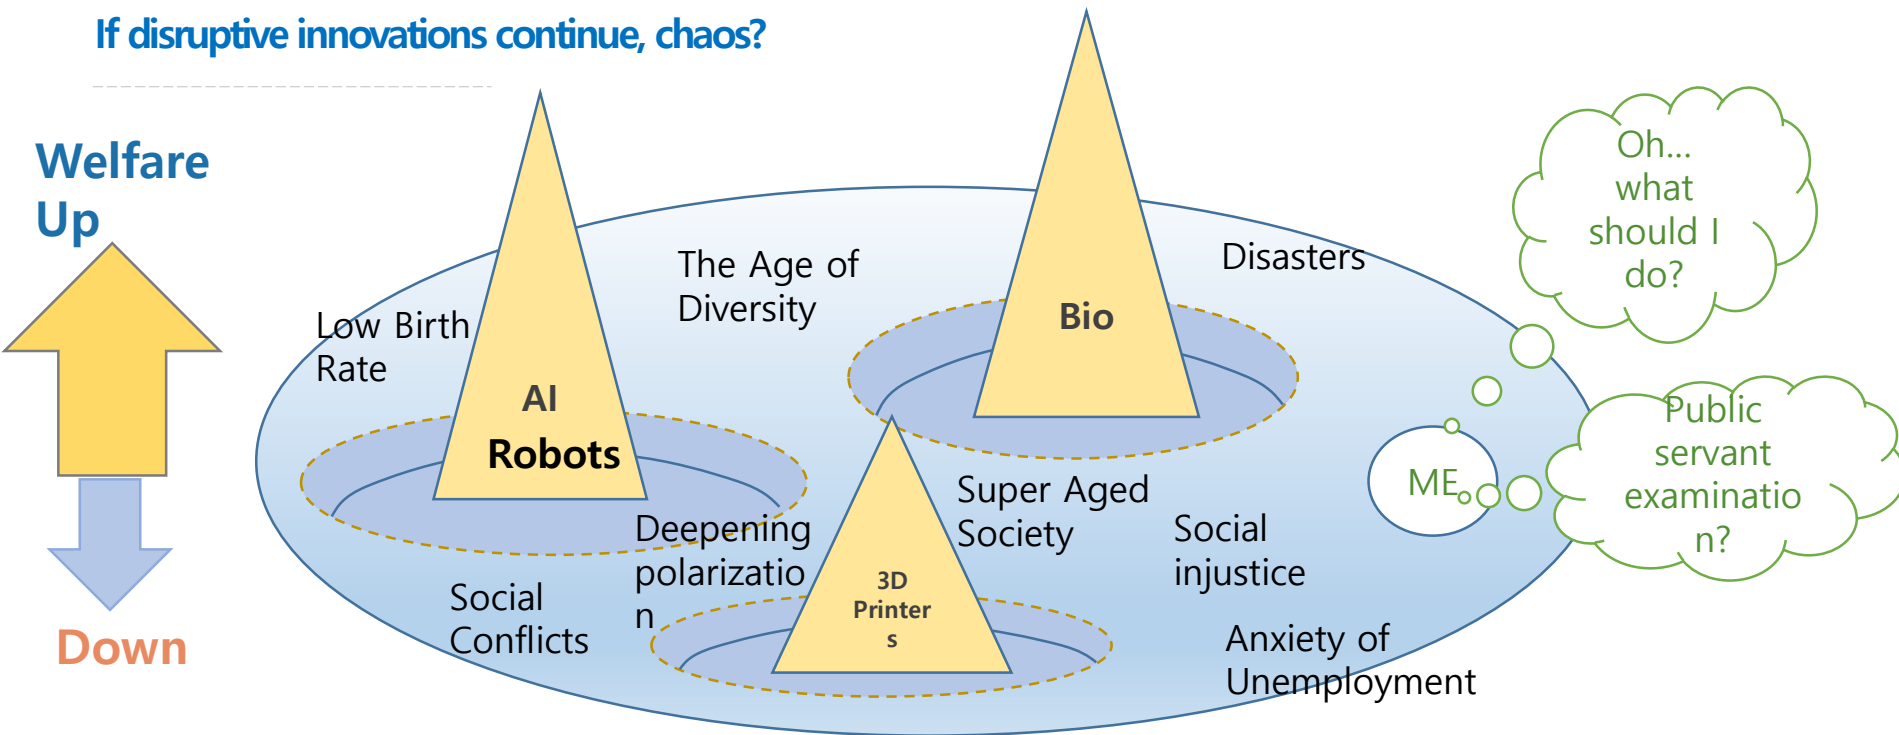 If disruptive innovations continue, chaos?
Welfare
Up
Down
Low Birth
Rate
AI
Robots
The Age of
Diversity
Bio
Disasters
Deepening
polarizatio
n
Social
Conflicts
3D
Printer
s
Super Aged
Society
Social
injustice
Anxiety of
Unemployment
ME
Oh...
what
should I
do?
Public
servant
examinatio
n?